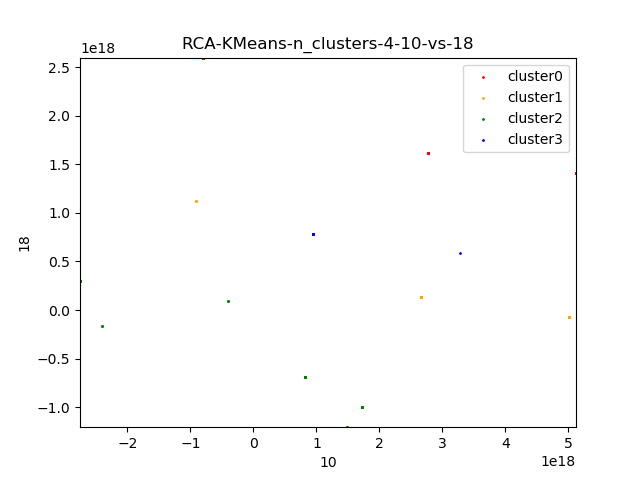 RCA-KMeans-n_clusters-4-10-vs-18
1e18
2.5
2.0
1.5
1.0
0.5
0.0
−0.5
−1.0
18
cluster0
cluster1
cluster2
cluster3
−2
−1
0
1
2
3
4
5
10
1e18